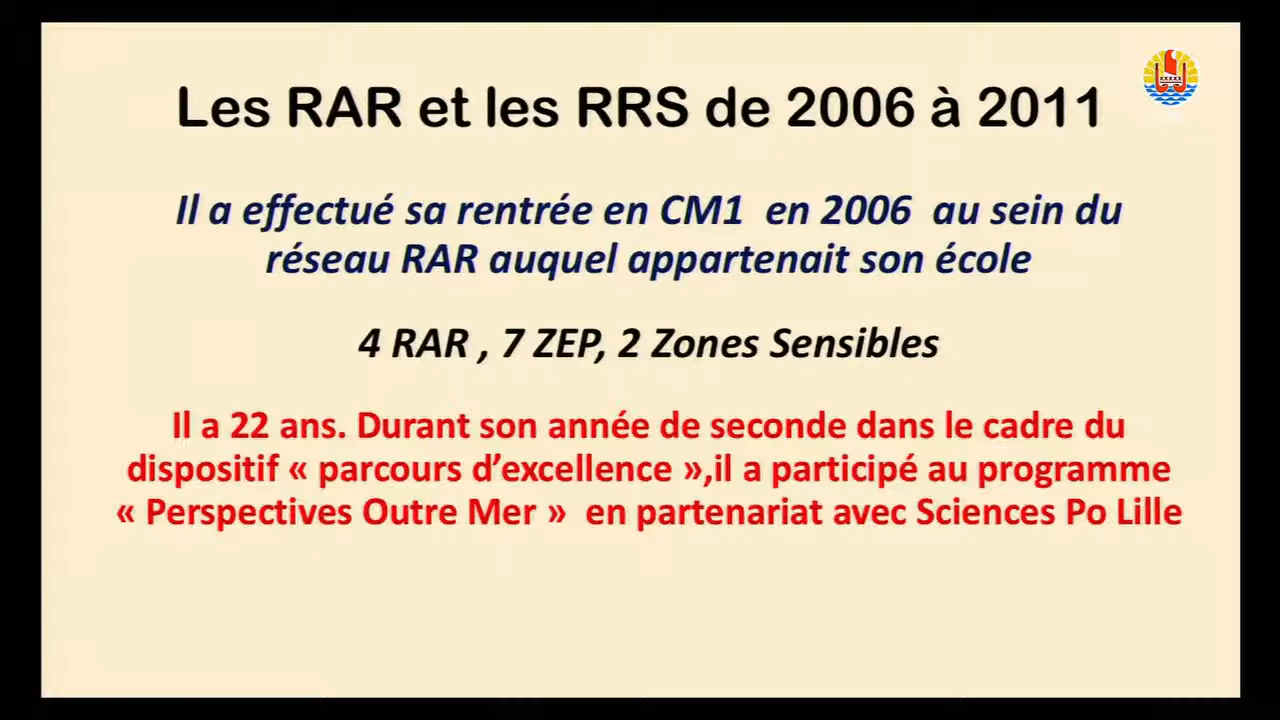 Les RAR et les RRS de 2006 à 2011
Il a effectué sa rentrée en CM1 en 2006 au sein du
réseau RAR auquel appartenait son école
4 RAR , 7 ZEP, 2 Zones Sensibles
Il a 22 ans. Durant son année de seconde dans le cadre du
dispositif « parcours d’excellence »,il a participé au programme
« Perspectives Outre Mer » en partenariat avec Sciences Po Lille